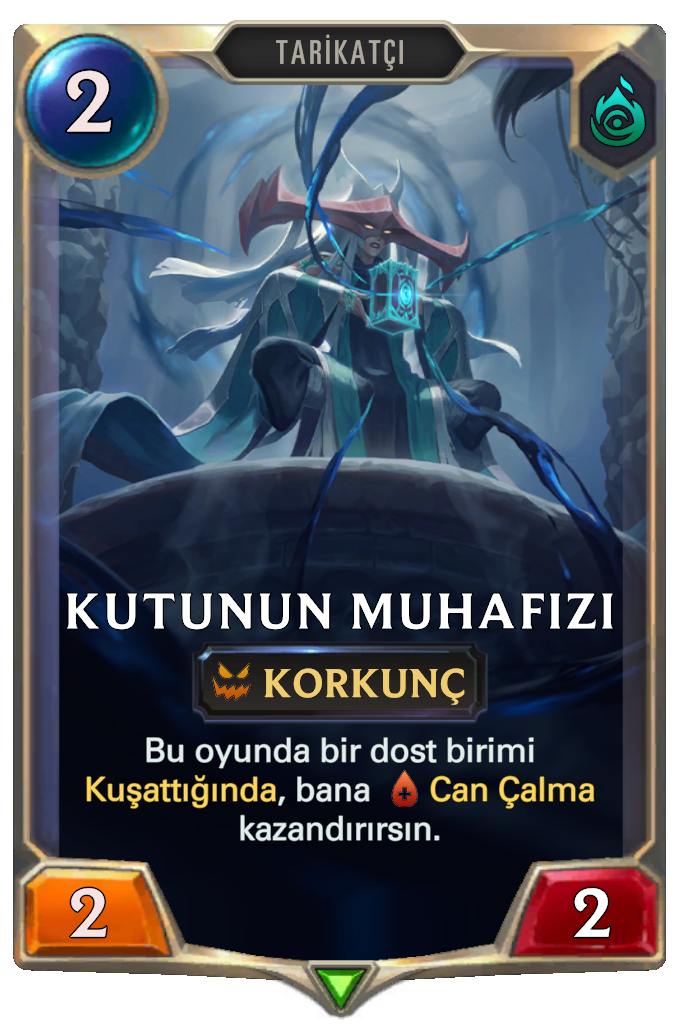 TARİKATÇI
2
KUTUNUN MUHAFIZI
KORKUNÇ
Bu oyunda bir dost birimi
Kuşattığında, bana Can Çalma
kazandırırsın.
2
2